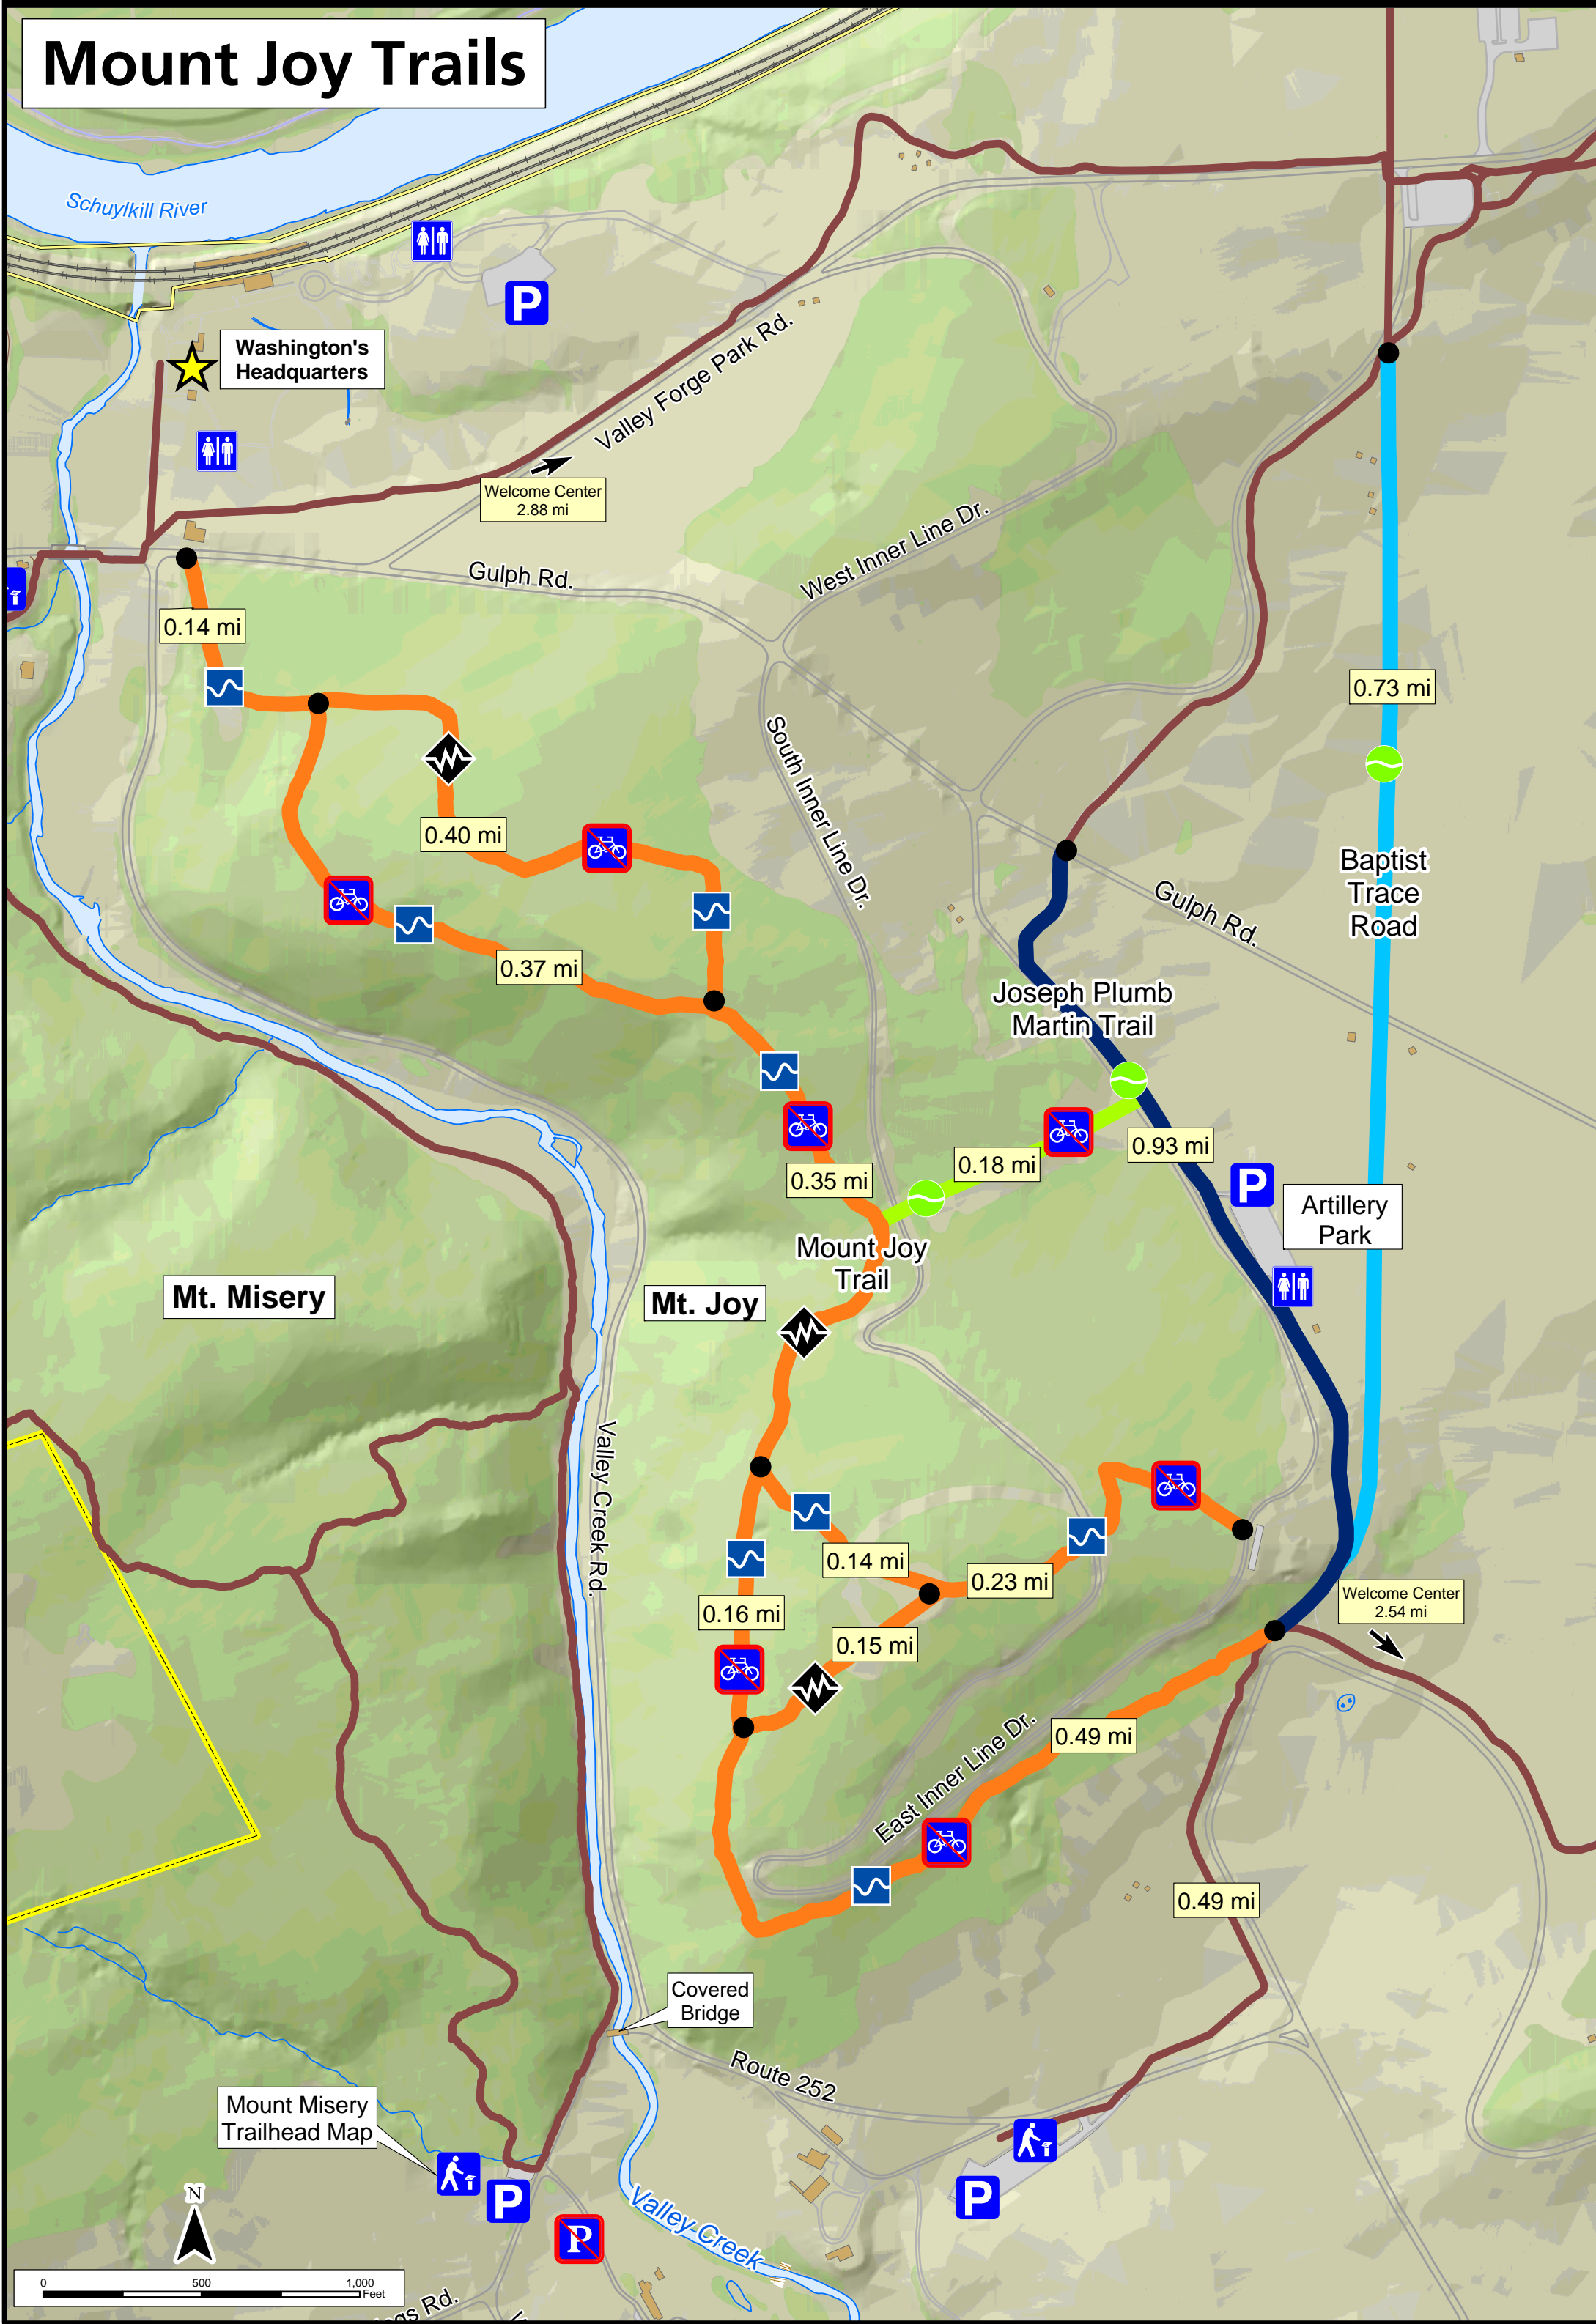 Mount Joy Trails
Schuylkill River
P
Washington's
Headquarters
Valley Forge Park Rd.
Welcome Center
2.88 mi
West Inner Line Dr.
Gulph Rd.
0.14 mi
0.73 mi
South Inner Line Dr.
0.40 mi
Baptist
Trace
Road
Gulph Rd.
0.37 mi
Joseph Plumb
Martin Trail
0.93 mi
0.18 mi
0.35 mi
P
Artillery
Park
Mount Joy
Trail
Mt. Misery
Mt. Joy
Valley Creek Rd.
0.14 mi
0.23 mi
0.16 mi
0.15 mi
Welcome Center
2.54 mi
0.49 mi
East Inner Line Dr.
0.49 mi
Covered
Bridge
Route 252
Mount Misery
Trailhead Map
P
P
P
Valley Creek
N
0 500 1,000
Feet
Rd.